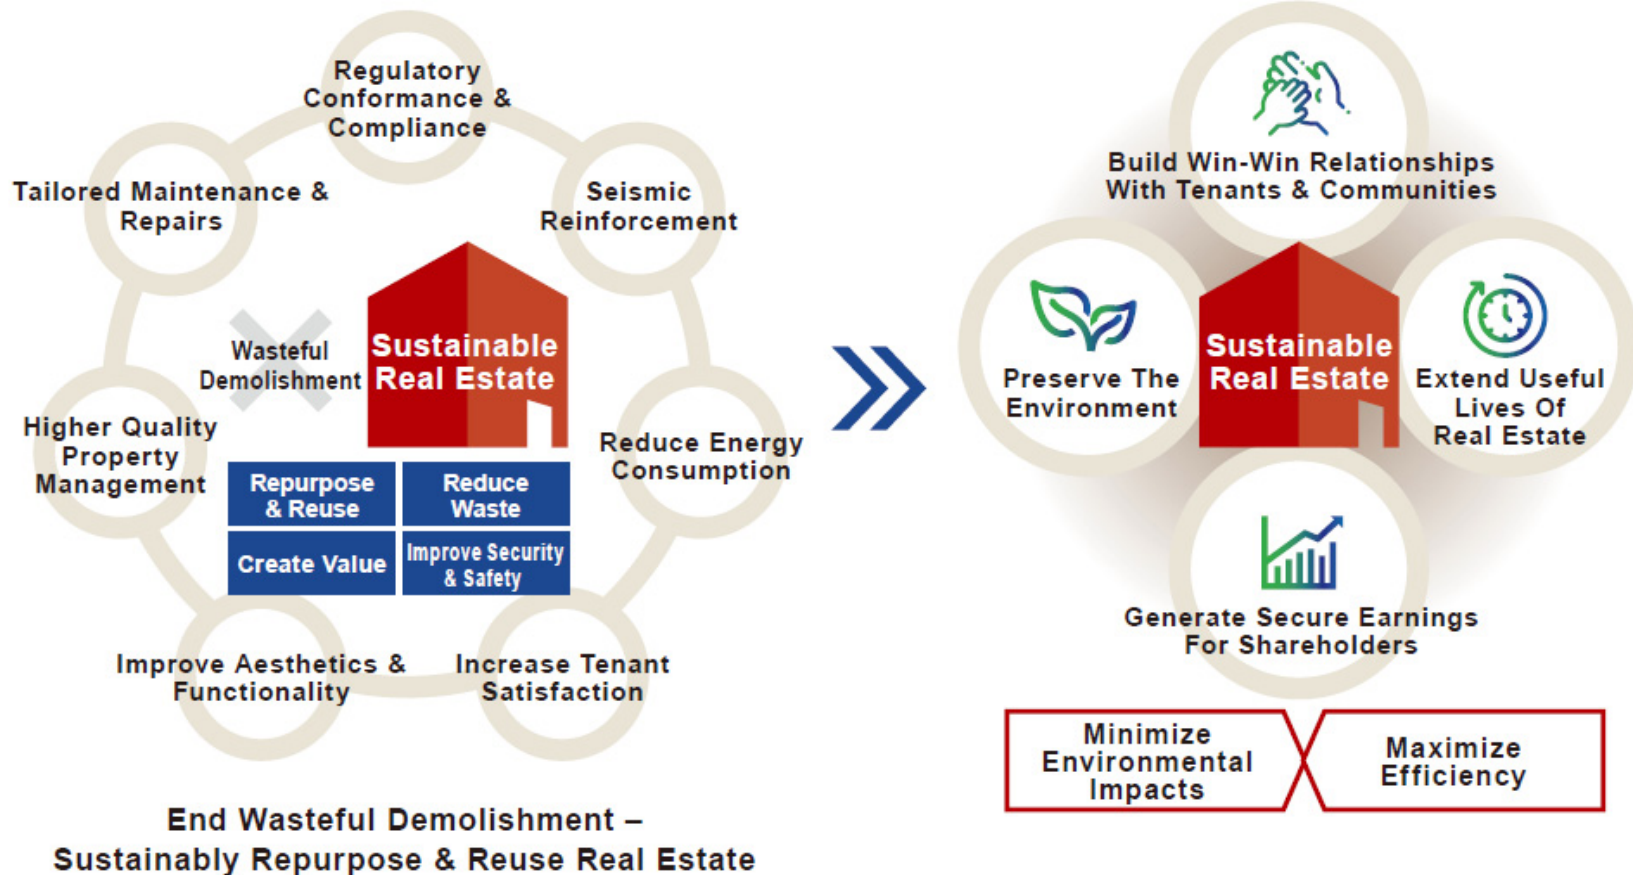 Regulatory
Conformance &
Compliance
Tailored Maintenance &
Repairs
Seismic
Reinforcement
Wasteful
Demolishment
Sustainable
Real Estate
Higher Quality
Property
Management
Reduce Energy
Consumption
Repurpose
& Reuse
Reduce
Waste
Create Value
Improve Security
& Safety
Improve Aesthetics &
Functionality
Increase Tenant
Satisfaction
End Wasteful Demolishment –
Sustainably Repurpose & Reuse Real Estate
Build Win-Win Relationships
With Tenants & Communities
Preserve The
Environment
Sustainable
Real Estate
Extend Useful
Lives Of
Real Estate
Generate Secure Earnings
For Shareholders
Minimize
Environmental
Impacts
Maximize
Efficiency